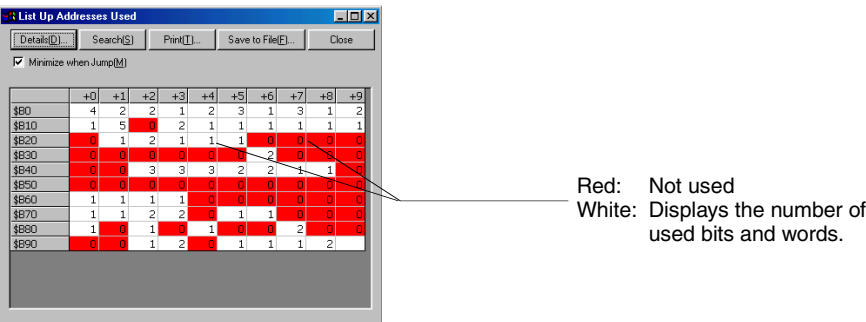 List Up Addresses Used
Details(D)... Search(S) Print(T)... Save to File(F)... Close
Minimize when Jump(M)
+0 +1 +2 +3 +4 +5 +6 +7 +8 +9
$B0 4 2 2 1 2 3 1 3 1 2
$B10 1 5 0 2 1 1 1 1 1 1
$B20 0 1 2 1 1 1 0 0 0 0
$B30 0 0 0 0 0 0 2 0 0 0
$B40 0 0 3 3 3 2 2 1 1 0
$B50 0 0 0 0 0 0 0 0 0 0
$B60 1 1 1 1 0 0 0 0 0 0
$B70 1 1 2 2 0 1 1 0 0 0
$B80 1 0 1 0 1 0 0 2 0 0
$B90 0 0 1 2 0 1 1 1 2
Red: Not used
White: Displays the number of
used bits and words.